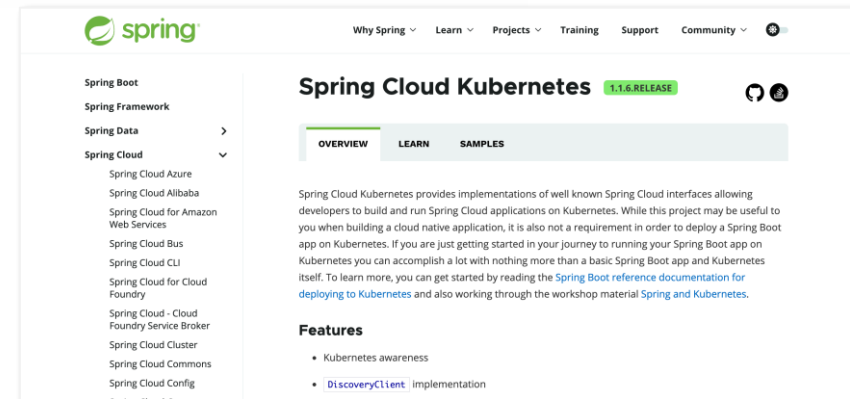 spring
Why Spring
Learn
Projects
Training
Support
Community
Spring Boot
Spring Framework
Spring Data
Spring Cloud
Spring Cloud Azure
Spring Cloud Alibaba
Spring Cloud for Amazon
Web Services
Spring Cloud Bus
Spring Cloud CLI
Spring Cloud for Cloud
Foundry
Spring Cloud - Cloud
Foundry Service Broker
Spring Cloud Cluster
Spring Cloud Commons
Spring Cloud Config
Spring Cloud Kubernetes
1.1.6.RELEASE
OVERVIEW
LEARN
SAMPLES
Spring Cloud Kubernetes provides implementations of well known Spring Cloud interfaces allowing
developers to build and run Spring Cloud applications on Kubernetes. While this project may be useful to
you when building a cloud native application, it is also not a requirement in order to deploy a Spring Boot
app on Kubernetes. If you are just getting started in your journey to running your Spring Boot app on
Kubernetes you can accomplish a lot with nothing more than a basic Spring Boot app and Kubernetes
itself. To learn more, you can get started by reading the Spring Boot reference documentation for
deploying to Kubernetes and also working through the workshop material Spring and Kubernetes.
Features
• Kubernetes awareness
• DiscoveryClient implementation